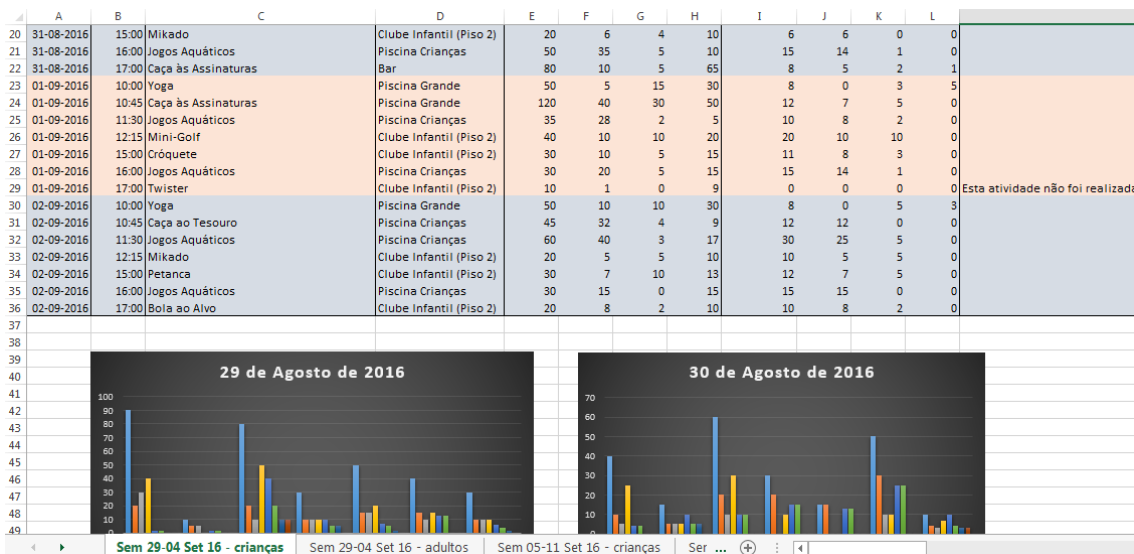 A B C D E F G H I J K L
20 31-08-2016 15:00 Mikado Clube Infantil (Piso 2) 20 6 4 10 6 6 0 0
21 31-08-2016 16:00 Jogos Aquáticos Piscina Crianças 50 35 5 10 15 14 1 0
22 31-08-2016 17:00 Caça às Assinaturas Bar 80 10 5 65 8 5 2 1
23 01-09-2016 10:00 Yoga Piscina Grande 50 5 15 30 8 0 3 5
24 01-09-2016 10:45 Caça às Assinaturas Piscina Grande 120 40 30 50 12 7 5 0
25 01-09-2016 11:30 Jogos Aquáticos Piscina Crianças 35 28 2 5 10 8 2 0
26 01-09-2016 12:15 Mini-Golf Clube Infantil (Piso 2) 40 10 10 20 20 10 10 0
27 01-09-2016 15:00 Cróquete Clube Infantil (Piso 2) 30 10 5 15 11 8 3 0
28 01-09-2016 16:00 Jogos Aquáticos Piscina Crianças 30 20 5 15 15 14 1 0
29 01-09-2016 17:00 Twister Clube Infantil (Piso 2) 10 1 0 9 0 0 0 0 Esta atividade não foi realizada
30 02-09-2016 10:00 Yoga Piscina Grande 50 10 10 30 8 0 5 3
31 02-09-2016 10:45 Caça ao Tesouro Piscina Crianças 45 32 4 9 12 12 0 0
32 02-09-2016 11:30 Jogos Aquáticos Piscina Crianças 60 40 3 17 30 25 5 0
33 02-09-2016 12:15 Mikado Clube Infantil (Piso 2) 20 5 5 10 10 5 5 0
34 02-09-2016 15:00 Petanca Clube Infantil (Piso 2) 30 7 10 13 12 7 5 0
35 02-09-2016 16:00 Jogos Aquáticos Piscina Crianças 30 15 0 15 15 15 0 0
36 02-09-2016 17:00 Bola ao Alvo Clube Infantil (Piso 2) 20 8 2 10 10 8 2 0
37
38
39
40
41
42
43
44
45
46
47
48
49
29 de Agosto de 2016
100
90
80
70
60
50
40
30
20
10
0
30 de Agosto de 2016
70
60
50
40
30
20
10
0
Sem 29-04 Set 16 - crianças Sem 29-04 Set 16 - adultos Sem 05-11 Set 16 - crianças Ser ...